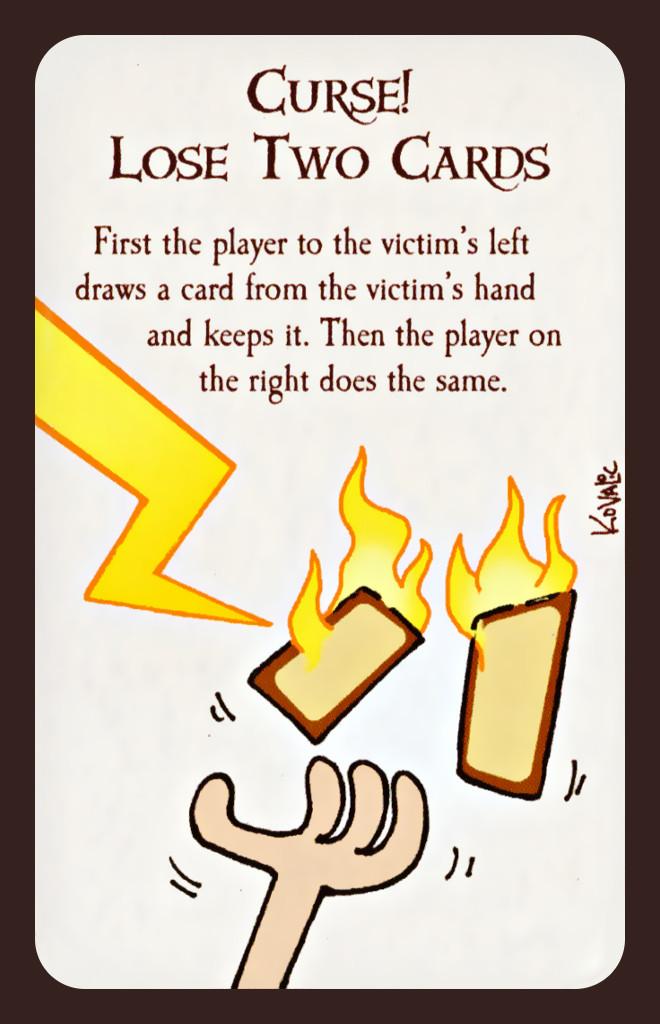 Curse!
Lose Two Cards
First the player to the victim's left
draws a card from the victim's hand
and keeps it. Then the player on
the right does the same.
Kovalic